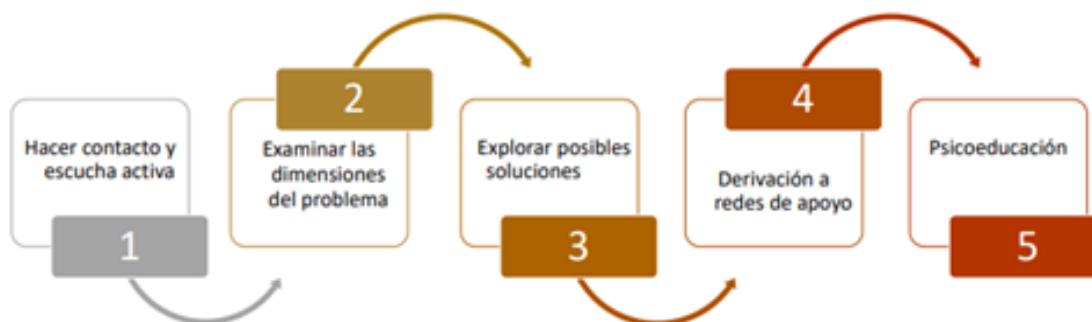 Hacer contacto y
escucha activa
1
2
Examinar las
dimensiones
del problema
Explorar posibles
soluciones
3
4
Derivación a
redes de apoyo
Psicoeducación
5